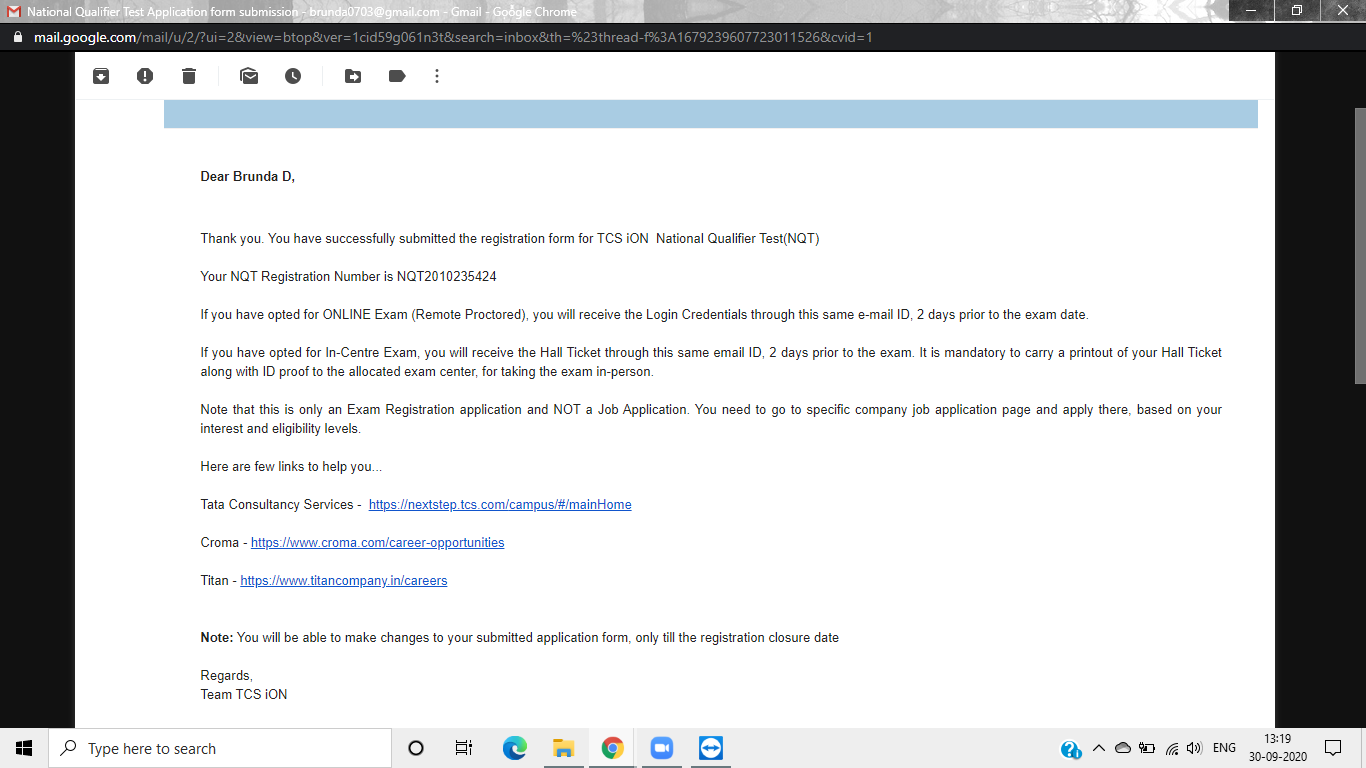 National Qualifier Test Application form submission - brunda0703@gmail.com - Gmail - Google Chrome
mail.google.com/mail/u/2/?ui=2&view=btop&ver=1cid59g061n3t&search=inbox&th=%23thread-f%3A1679239607723011526&cvid=1
Dear Brunda D,
Thank you. You have successfully submitted the registration form for TCS iON  National Qualifier Test(NQT)
Your NQT Registration Number is NQT2010235424
If you have opted for ONLINE Exam (Remote Proctored), you will receive the Login Credentials through this same e-mail ID, 2 days prior to the exam date.
If you have opted for In-Centre Exam, you will receive the Hall Ticket through this same email ID, 2 days prior to the exam. It is mandatory to carry a printout of your Hall Ticket
along with ID proof to the allocated exam center, for taking the exam in-person.
Note that this is only an Exam Registration application and NOT a Job Application. You need to go to specific company job application page and apply there, based on your
interest and eligibility levels.
Here are few links to help you...
Tata Consultancy Services -  https://nextstep.tcs.com/campus/#/mainHome
Croma - https://www.croma.com/career-opportunities
Titan - https://www.titancompany.in/careers
Note: You will be able to make changes to your submitted application form, only till the registration closure date
Regards,
Team TCS iON
Type here to search
ENG
13:19
30-09-2020